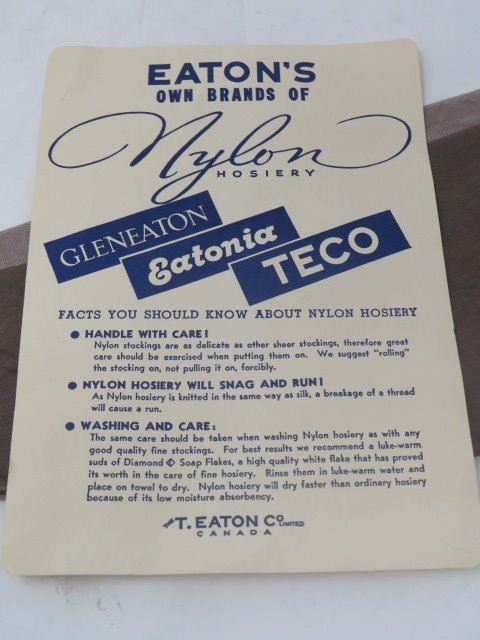 EATON'S
OWN BRANDS OF
Nylon
HOSIERY
GLENEATON
Eatonia
TECO
FACTS YOU SHOULD KNOW ABOUT NYLON HOSIERY
● HANDLE WITH CARE!
Nylon stockings are as delicate as other sheer stockings, therefore great
care should be exercised when putting them on. We suggest "rolling"
the stocking on, not pulling it on, forcibly.
● NYLON HOSIERY WILL SNAG AND RUN!
As Nylon hosiery is knitted in the same way as silk, a breakage of a thread
will cause a run.
● WASHING AND CARE:
The same care should be taken when washing Nylon hosiery as with any
good quality fine stockings. For best results we recommend a luke-warm
suds of Diamond E Soap Flakes, a high quality white flake that has proved
its worth in the care of fine hosiery. Rinse them in luke-warm water and
place on towel to dry. Nylon hosiery will dry faster than ordinary hosiery
because of its low moisture absorbency.
THE T. EATON CO LIMITED
CANADA